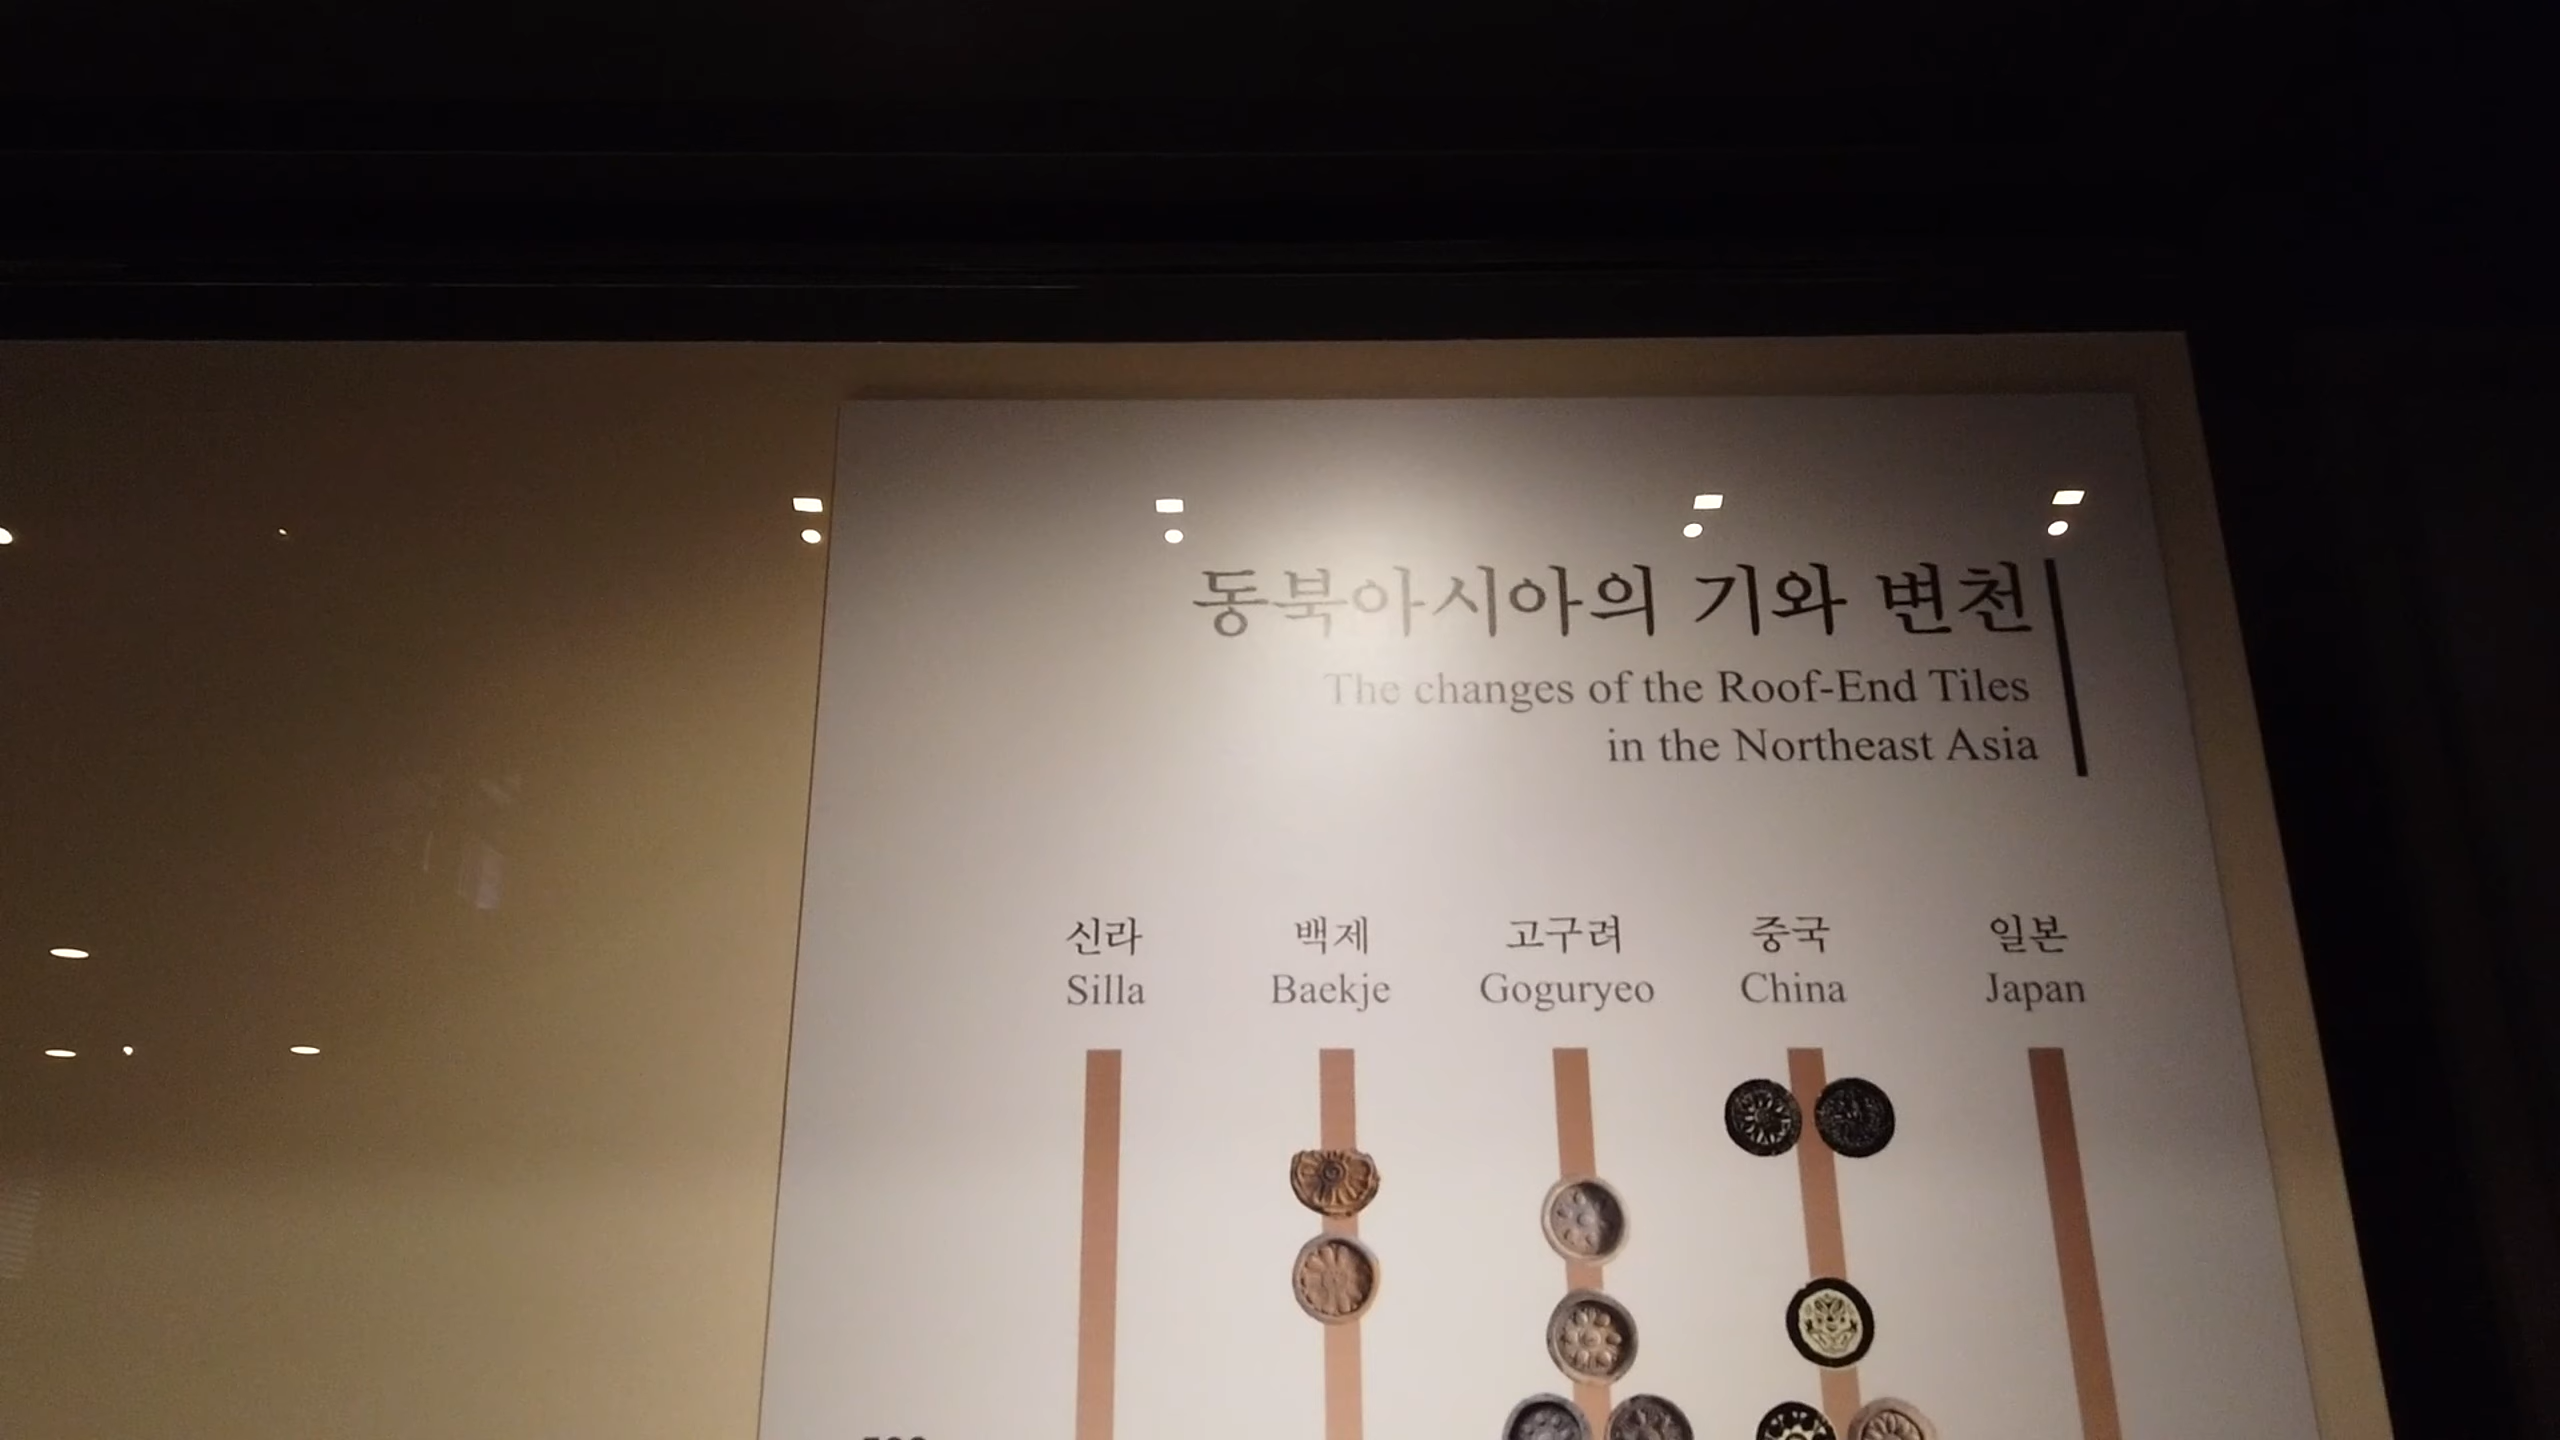 동북아시아의 기와 변천
The changes of the Roof-End Tiles
in the Northeast Asia
신라 백제 고구려 중국 일본
Silla Baekje Goguryeo China Japan